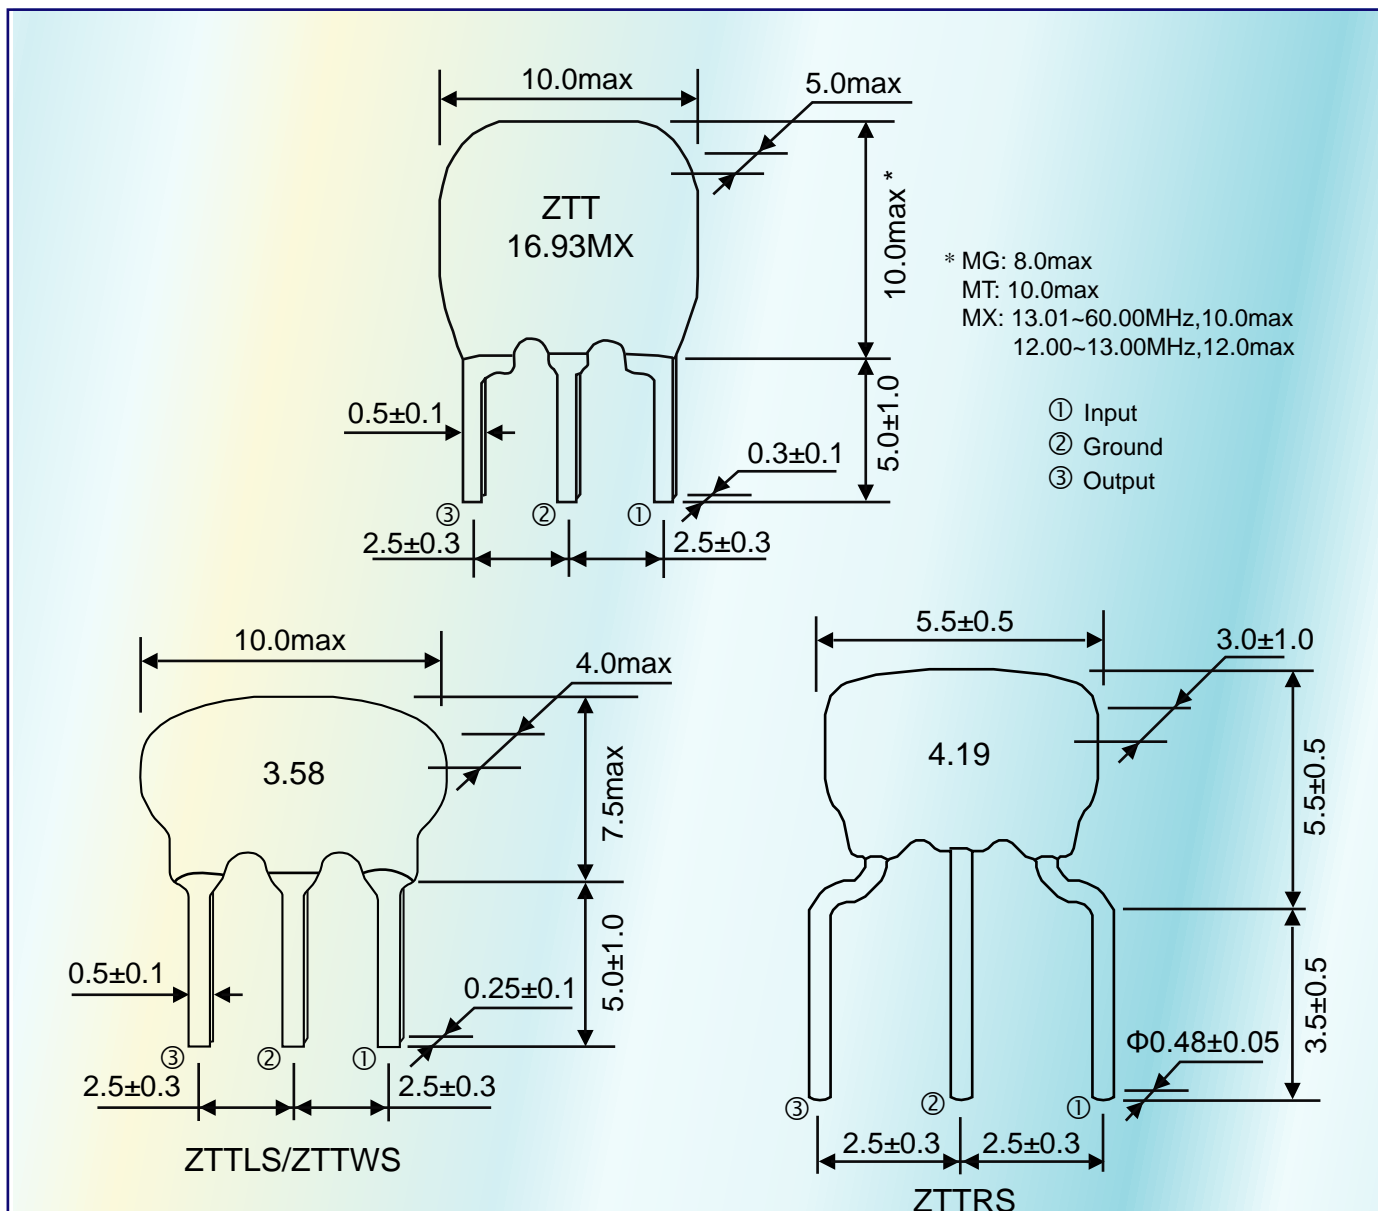 10.0max
5.0max
ZTT
16.93MX
10.0max *
* MG: 8.0max
MT: 10.0max
MX: 13.01~60.00MHz,10.0max
12.00~13.00MHz,12.0max
0.5±0.1
5.0±1.0
0.3±0.1
① Input
② Ground
③ Output
③ ② ①
2.5±0.3 2.5±0.3
10.0max
4.0max
3.58
7.5max
0.5±0.1
5.0±1.0
0.25±0.1
③ ② ①
2.5±0.3 2.5±0.3
ZTTLS/ZTTWS
5.5±0.5
3.0±1.0
4.19
5.5±0.5
3.5±0.5
Φ0.48±0.05
③ ② ①
2.5±0.3 2.5±0.3
ZTTRS